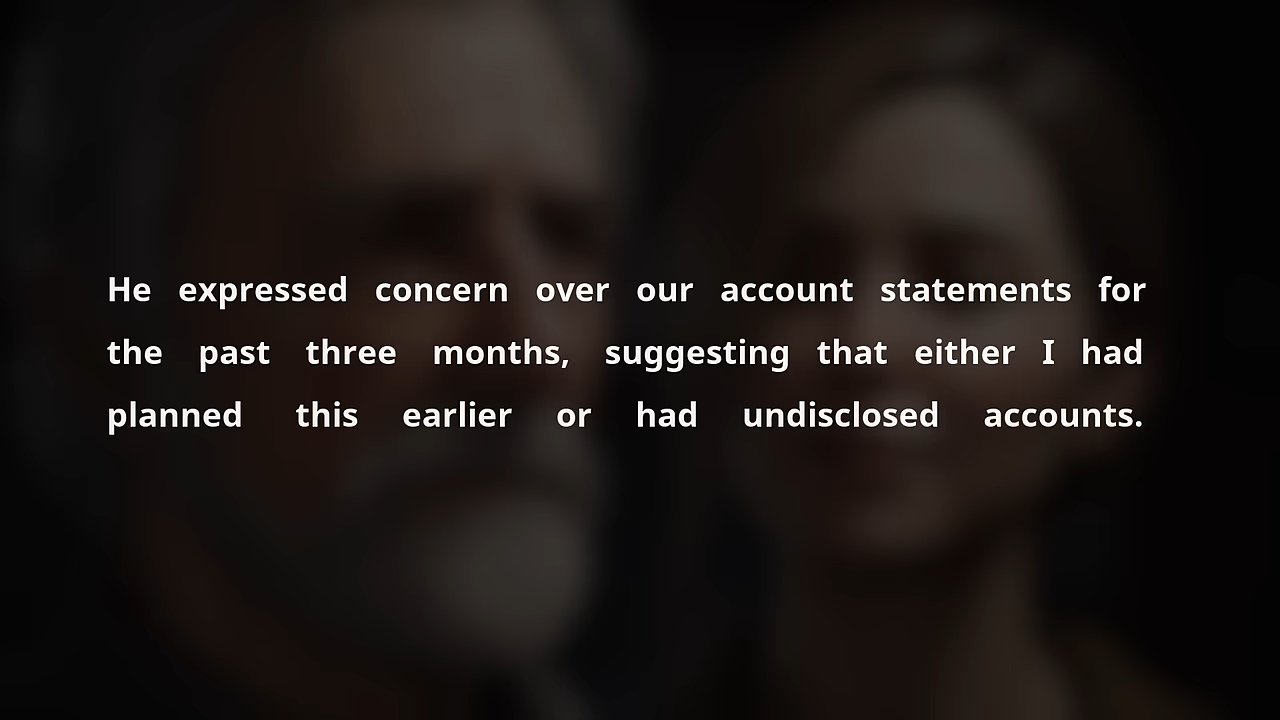 He expressed concern over our account statements for
the past three months, suggesting that either I had
planned this earlier or had undisclosed accounts.